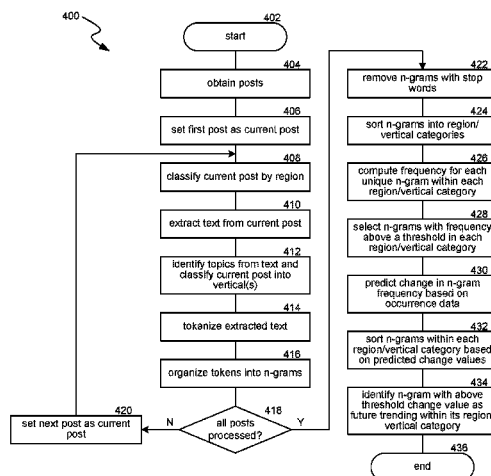 400
402
start
404
obtain posts
406
set first post as current post
408
classify current post by region
410
extract text from current post
412
identify topics from text and
classify current post into
vertical(s)
414
tokenize extracted text
416
organize tokens into n-grams
418
all posts
processed?
N
Y
420
set next post as current
post
422
remove n-grams with stop
words
424
sort n-grams into region/
vertical categories
426
compute frequency for each
unique n-gram within each
region/vertical category
428
select n-grams with frequency
above a threshold in each
region/vertical category
430
predict change in n-gram
frequency based on
occurrence data
432
sort n-grams within each
region/vertical category based
on predicted change values
434
identify n-gram with above
threshold change value as
future trending within its region/
vertical category
436
end